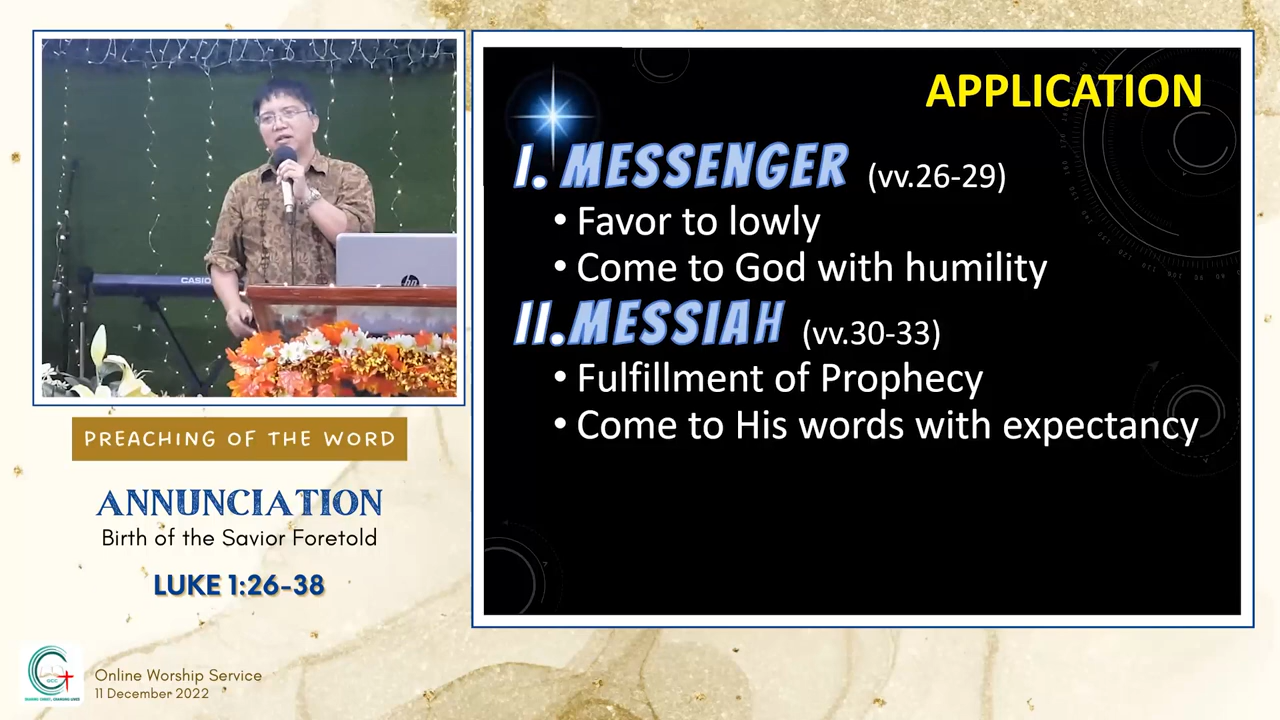 APPLICATION
I. MESSENGER (vv.26-29)
• Favor to lowly
• Come to God with humility
II. MESSIAH (vv.30-33)
• Fulfillment of Prophecy
• Come to His words with expectancy
CASIO
hp
PREACHING OF THE WORD
ANNUNCIATION
Birth of the Savior Foretold
LUKE 1:26-38
Online Worship Service
11 December 2022